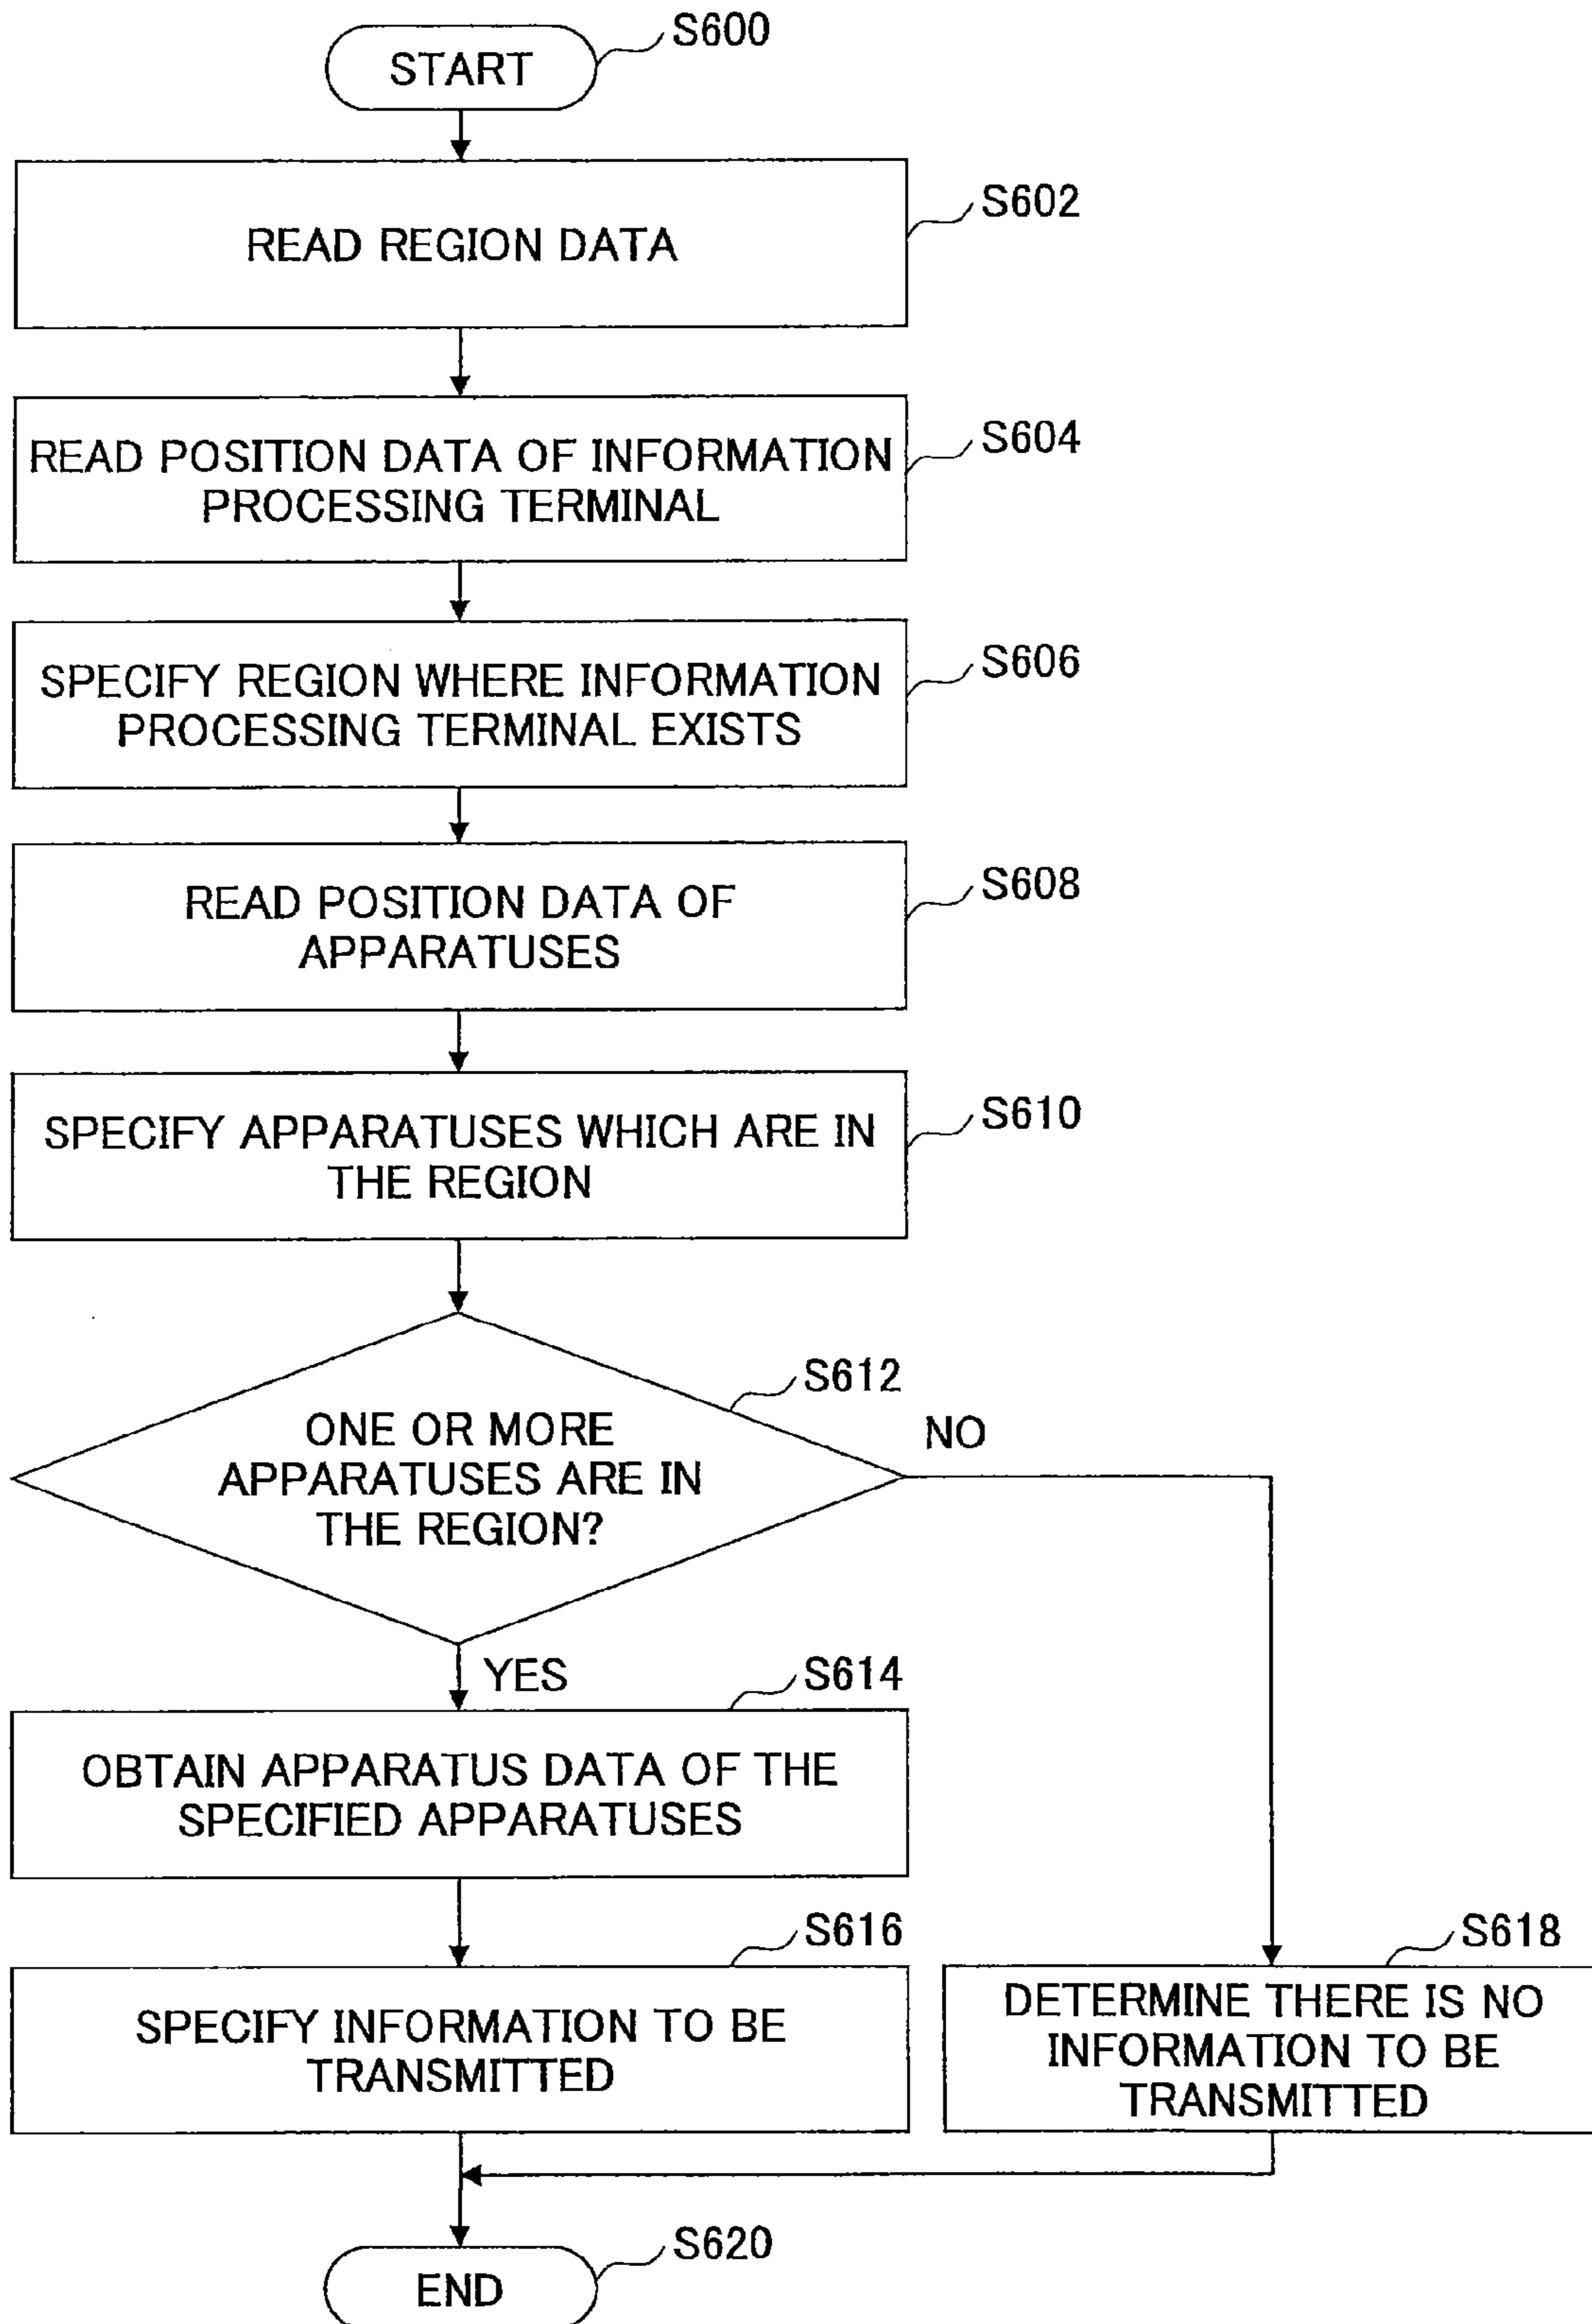 START
S600
READ REGION DATA
S602
READ POSITION DATA OF INFORMATION
PROCESSING TERMINAL
S604
SPECIFY REGION WHERE INFORMATION
PROCESSING TERMINAL EXISTS
S606
READ POSITION DATA OF
APPARATUSES
S608
SPECIFY APPARATUSES WHICH ARE IN
THE REGION
S610
ONE OR MORE
APPARATUSES ARE IN
THE REGION?
S612
NO
YES
S614
OBTAIN APPARATUS DATA OF THE
SPECIFIED APPARATUSES
S616
SPECIFY INFORMATION TO BE
TRANSMITTED
S618
DETERMINE THERE IS NO
INFORMATION TO BE
TRANSMITTED
END
S620